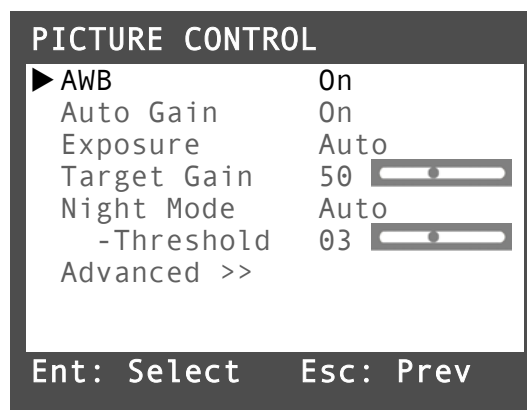 PICTURE CONTROL
▶AWB On
Auto Gain On
Exposure Auto
Target Gain 50
Night Mode Auto
-Threshold 03
Advanced >>
Ent: Select Esc: Prev